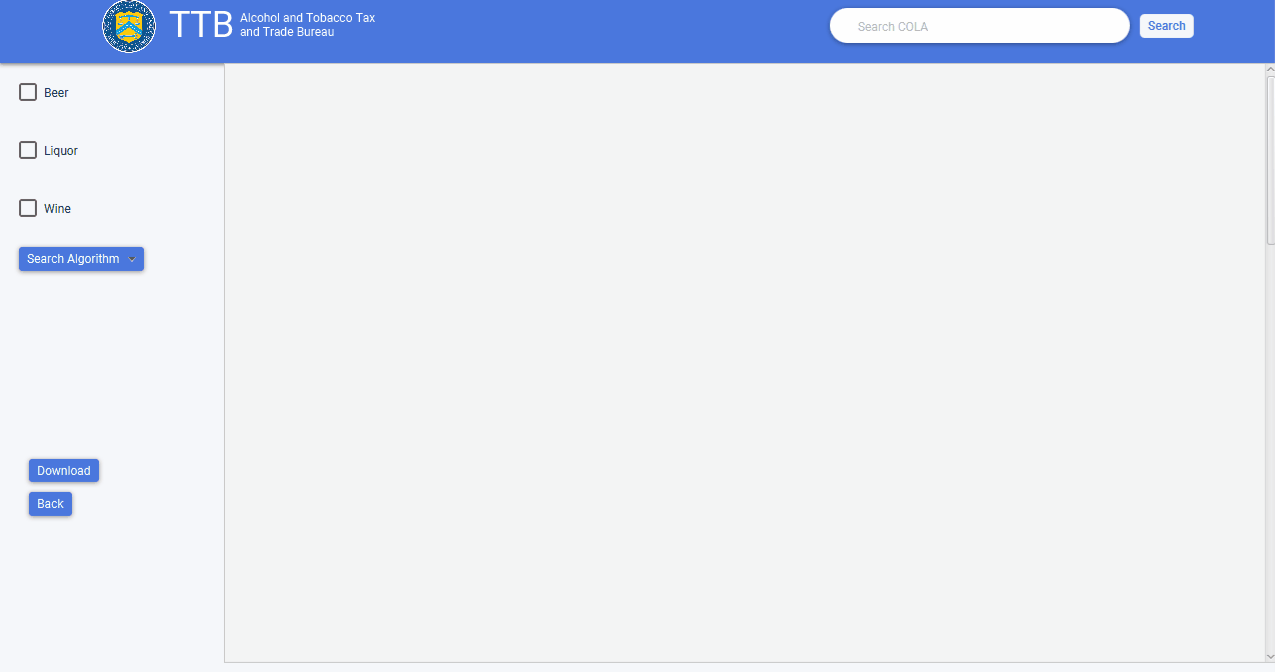 TTB
Alcohol and Tobacco Tax
and Trade Bureau
Search COLA
Search
Beer
Liquor
Wine
Search Algorithm
Download
Back